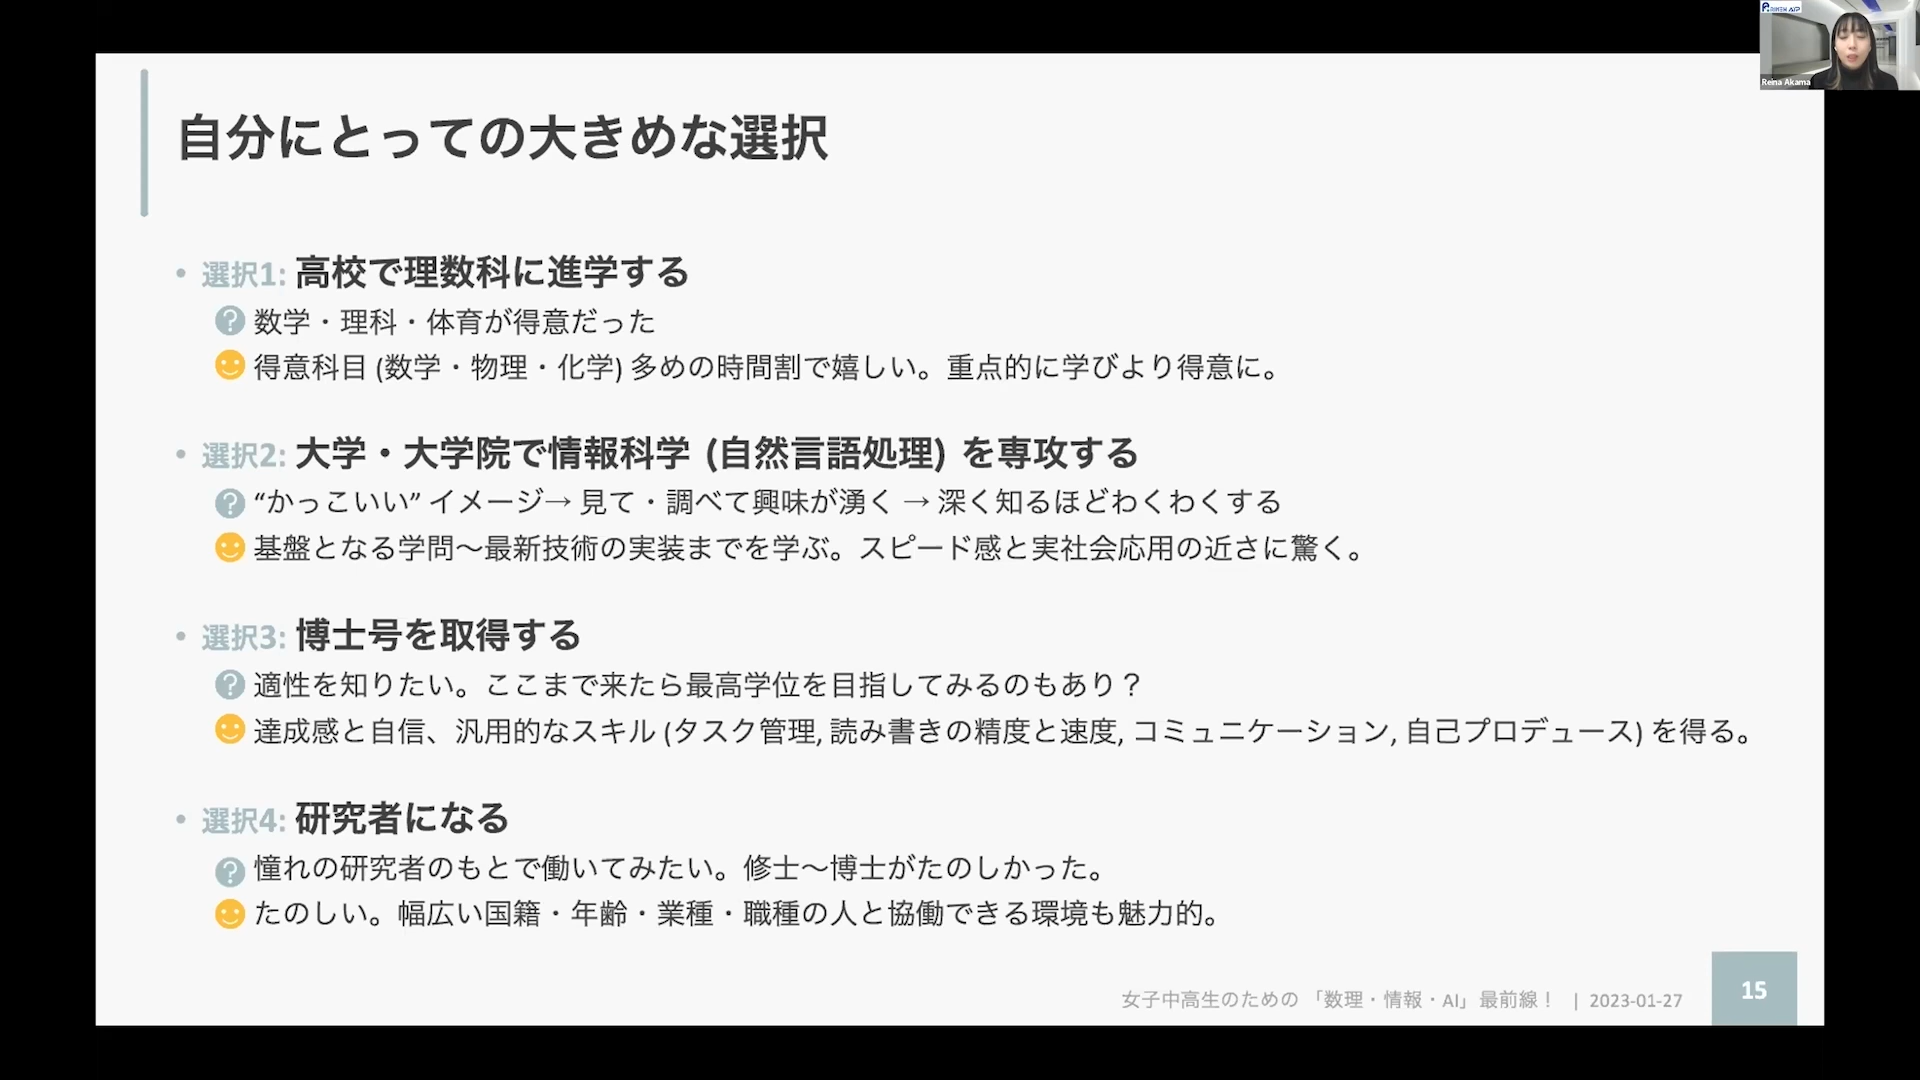 RIKEN AIP
Reina Akama
自分にとっての大きめな選択
• 選択1: 高校で理数科に進学する
? 数学・理科・体育が得意だった
得意科目 (数学・物理・化学) 多めの時間割で嬉しい。重点的に学びより得意に。
• 選択2: 大学・大学院で情報科学 (自然言語処理) を専攻する
? “かっこいい” イメージ→ 見て・調べて興味が湧く → 深く知るほどわくわくする
基盤となる学問～最新技術の実装までを学ぶ。スピード感と実社会応用の近さに驚く。
• 選択3: 博士号を取得する
? 適性を知りたい。ここまで来たら最高学位を目指してみるのもあり？
達成感と自信、汎用的なスキル (タスク管理, 読み書きの精度と速度, コミュニケーション, 自己プロデュース) を得る。
• 選択4: 研究者になる
? 憧れの研究者のもとで働いてみたい。修士～博士がたのしかった。
たのしい。幅広い国籍・年齢・業種・職種の人と協働できる環境も魅力的。
女子中高生のための 「数理・情報・AI」最前線！ | 2023-01-27
15